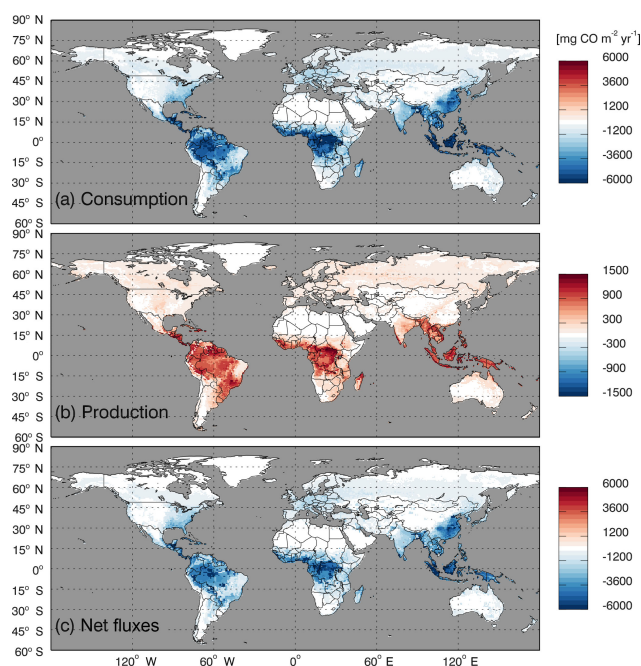 [mg CO m⁻² yr⁻¹]
90° N
75° N
60° N
45° N
30° N
15° N
0°
15° S
30° S
45° S
60° S
(a) Consumption
6000
3600
1200
-1200
-3600
-6000
90° N
75° N
60° N
45° N
30° N
15° N
0°
15° S
30° S
45° S
60° S
(b) Production
1500
900
300
-300
-900
-1500
90° N
75° N
60° N
45° N
30° N
15° N
0°
15° S
30° S
45° S
60° S
(c) Net fluxes
6000
3600
1200
-1200
-3600
-6000
120° W
60° W
0°
60° E
120° E